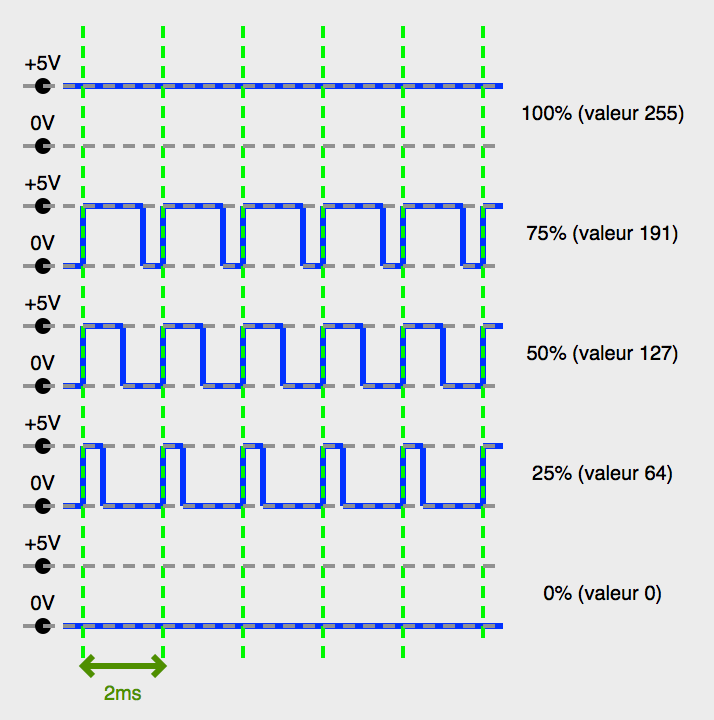 +5V
100% (valeur 255)
0V
+5V
75% (valeur 191)
0V
+5V
50% (valeur 127)
0V
+5V
25% (valeur 64)
0V
+5V
0% (valeur 0)
0V
2ms